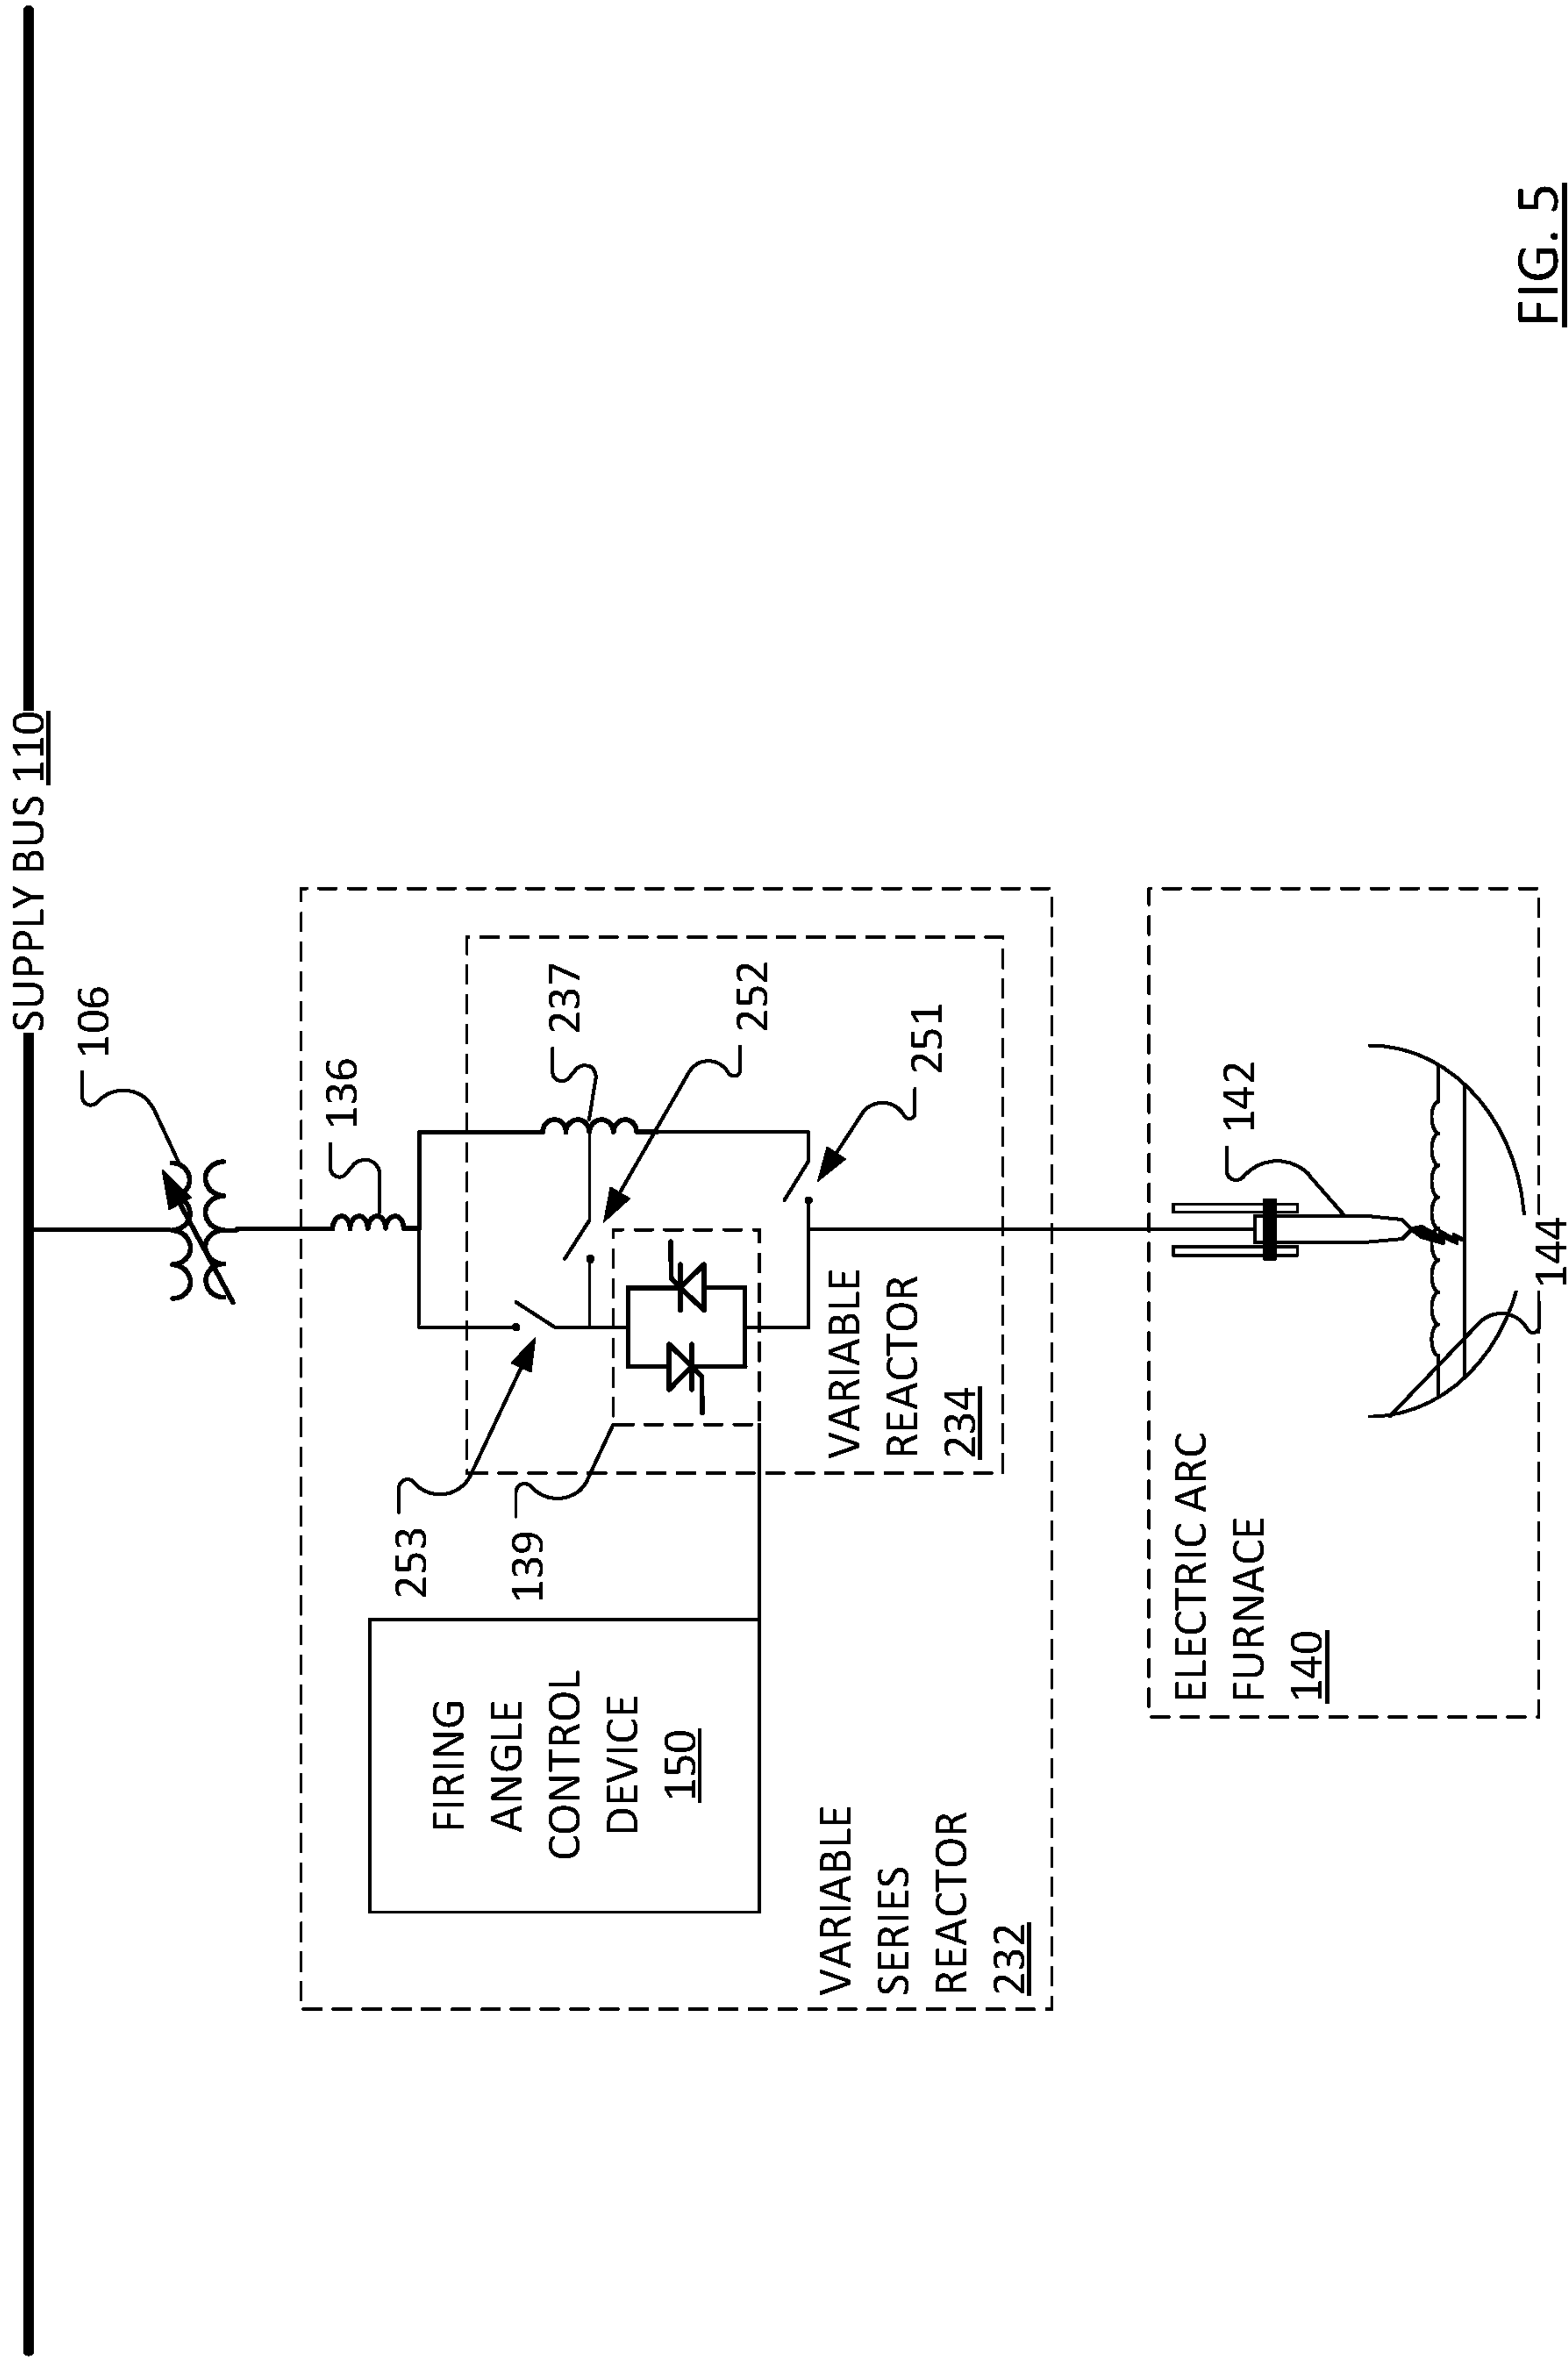 SUPPLY BUS 110
106
136
253
139
237
252
251
FIRING
ANGLE
CONTROL
DEVICE
150
VARIABLE
REACTOR
234
VARIABLE
SERIES
REACTOR
232
ELECTRIC ARC
FURNACE
140
142
144
FIG. 5